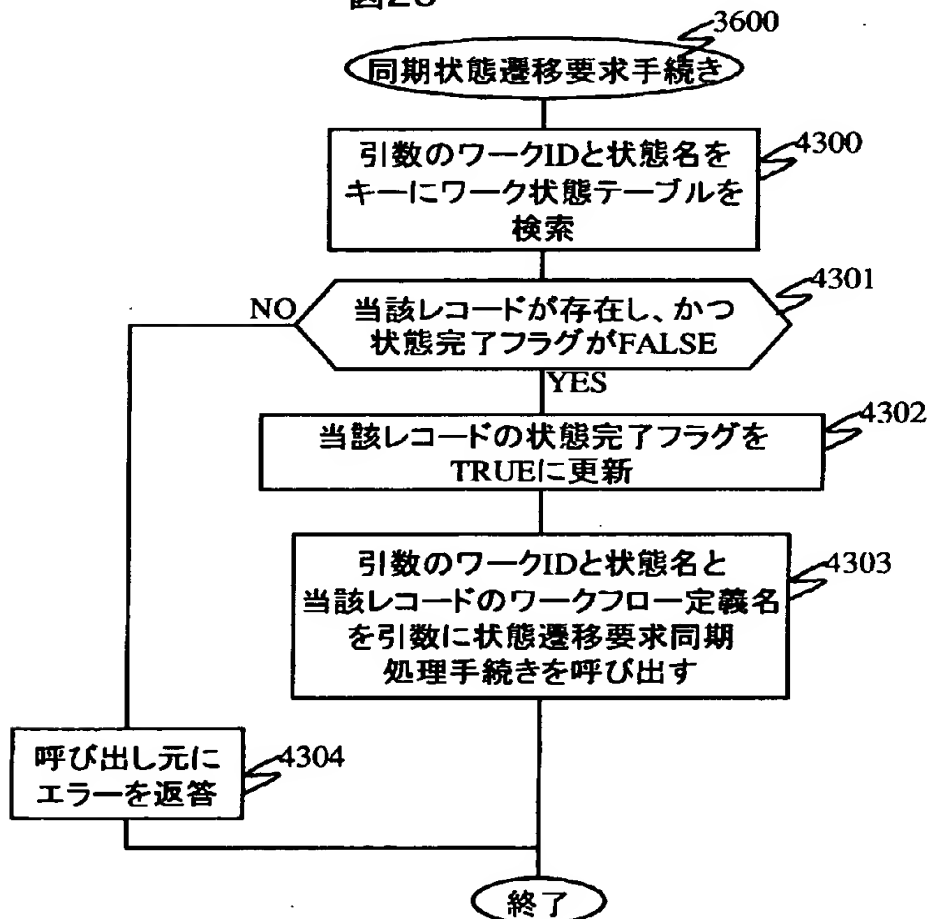 3600
同期状態遷移要求手続き
4300
引数のワークIDと状態名を
キーにワーク状態テーブルを
検索
4301
NO
当該レコードが存在し、かつ
状態完了フラグがFALSE
YES
4302
当該レコードの状態完了フラグを
TRUEに更新
4303
引数のワークIDと状態名と
当該レコードのワークフロー定義名
を引数に状態遷移要求同期
処理手続きを呼び出す
呼び出し元に
エラーを返答
4304
終了